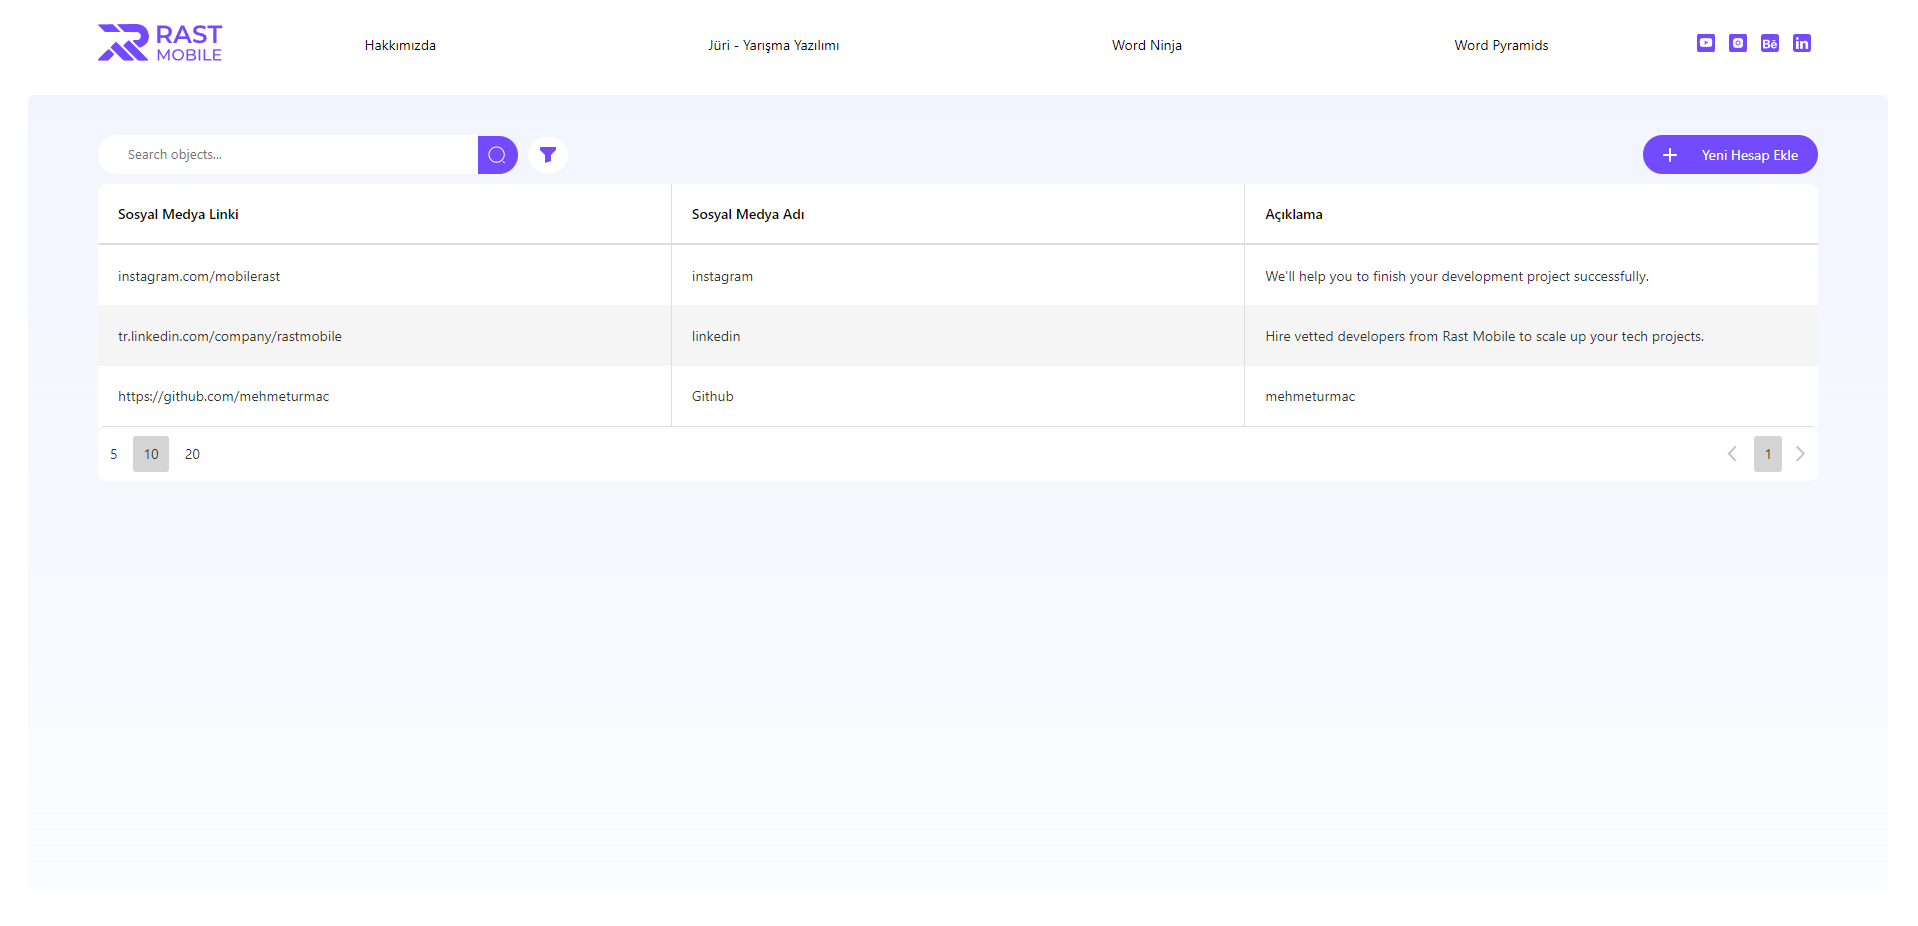 RAST
MOBILE
Hakkımızda
Jüri - Yarışma Yazılımı
Word Ninja
Word Pyramids
Bē
in
Search objects...
Yeni Hesap Ekle
Sosyal Medya Linki
Sosyal Medya Adı
Açıklama
instagram.com/mobilerast
instagram
We'll help you to finish your development project successfully.
tr.linkedin.com/company/rastmobile
linkedin
Hire vetted developers from Rast Mobile to scale up your tech projects.
https://github.com/mehmeturmac
Github
mehmeturmac
5 10 20
1